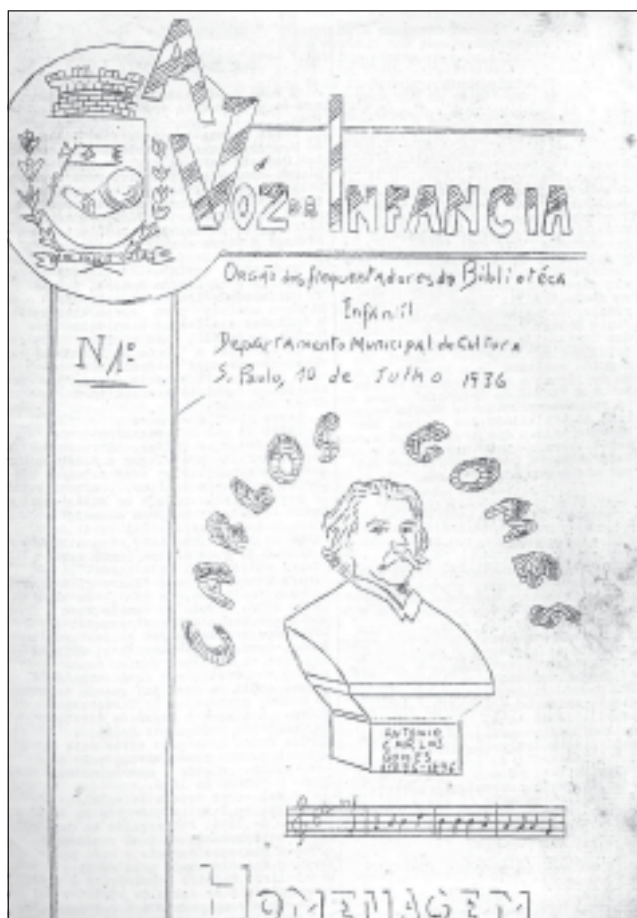 A
VÓZ DA INFANCIA
Orgão dos frequentadores da Bibliotéca
Infantil
Departamento Municipal de Cultura
S. Paulo, 10 de Julho 1936
Nº 1
CARLOS GOMES
ANTONIO
CARLOS
GOMES
1836-1896
HOMENAGEM